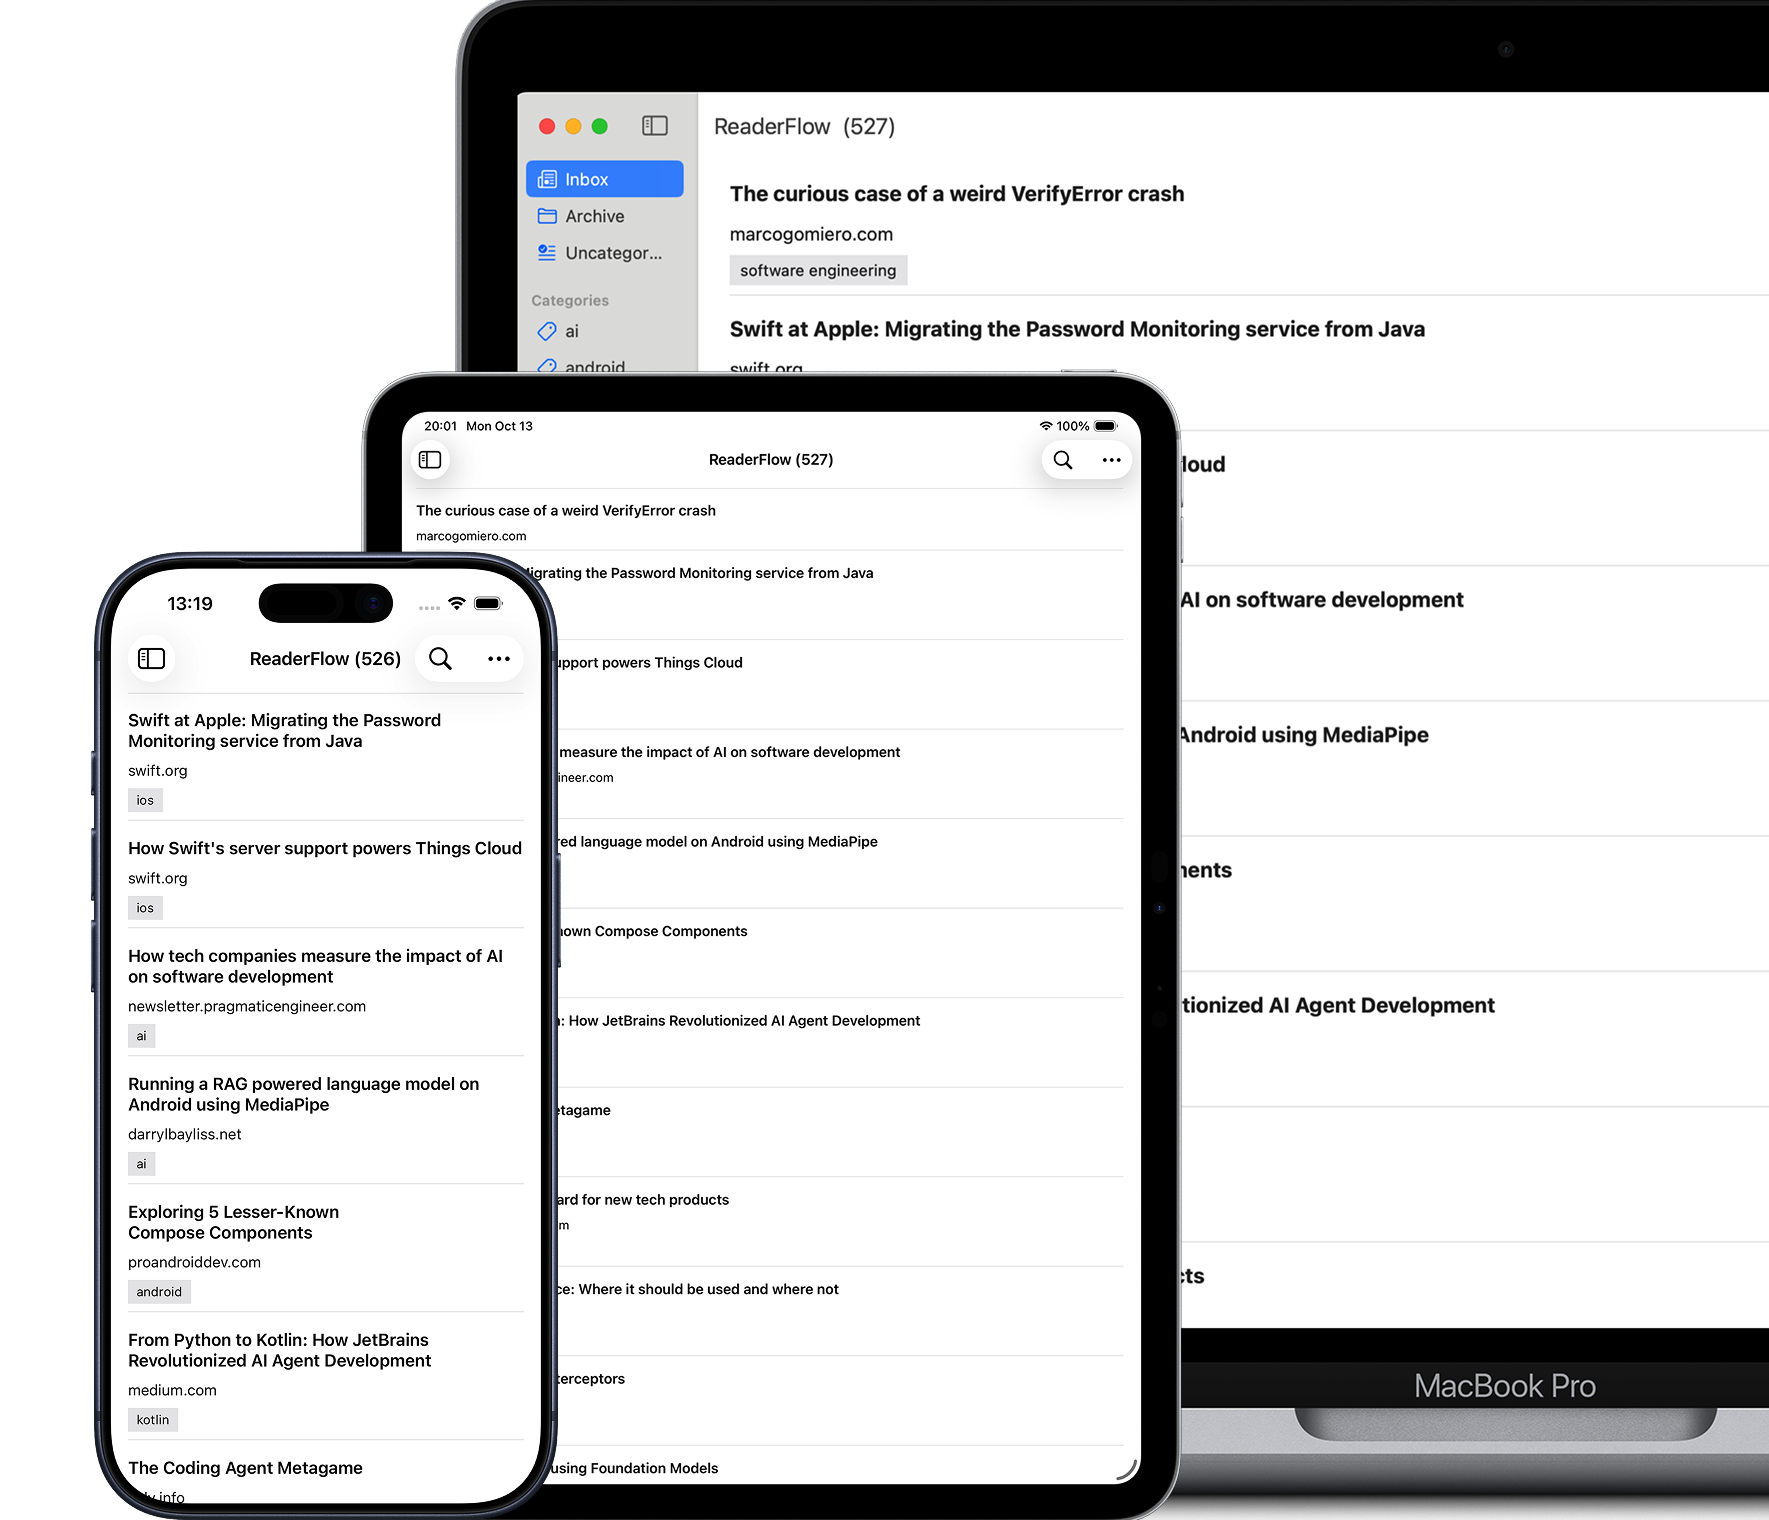 ReaderFlow (527)
Inbox
Archive
Uncategor...
Categories
ai
android
The curious case of a weird VerifyError crash
marcogomiero.com
software engineering
Swift at Apple: Migrating the Password Monitoring service from Java
swift.org
loud
AI on software development
Android using MediaPipe
nents
tionized AI Agent Development
cts
MacBook Pro
20:01 Mon Oct 13
100%
ReaderFlow (527)
The curious case of a weird VerifyError crash
marcogomiero.com
igrating the Password Monitoring service from Java
upport powers Things Cloud
measure the impact of AI on software development
ineer.com
red language model on Android using MediaPipe
own Compose Components
n: How JetBrains Revolutionized AI Agent Development
etagame
ard for new tech products
m
ce: Where it should be used and where not
terceptors
using Foundation Models
13:19
ReaderFlow (526)
Swift at Apple: Migrating the Password
Monitoring service from Java
swift.org
ios
How Swift's server support powers Things Cloud
swift.org
ios
How tech companies measure the impact of AI
on software development
newsletter.pragmaticengineer.com
ai
Running a RAG powered language model on
Android using MediaPipe
darrylbayliss.net
ai
Exploring 5 Lesser-Known
Compose Components
proandroiddev.com
android
From Python to Kotlin: How JetBrains
Revolutionized AI Agent Development
medium.com
kotlin
The Coding Agent Metagame
.info